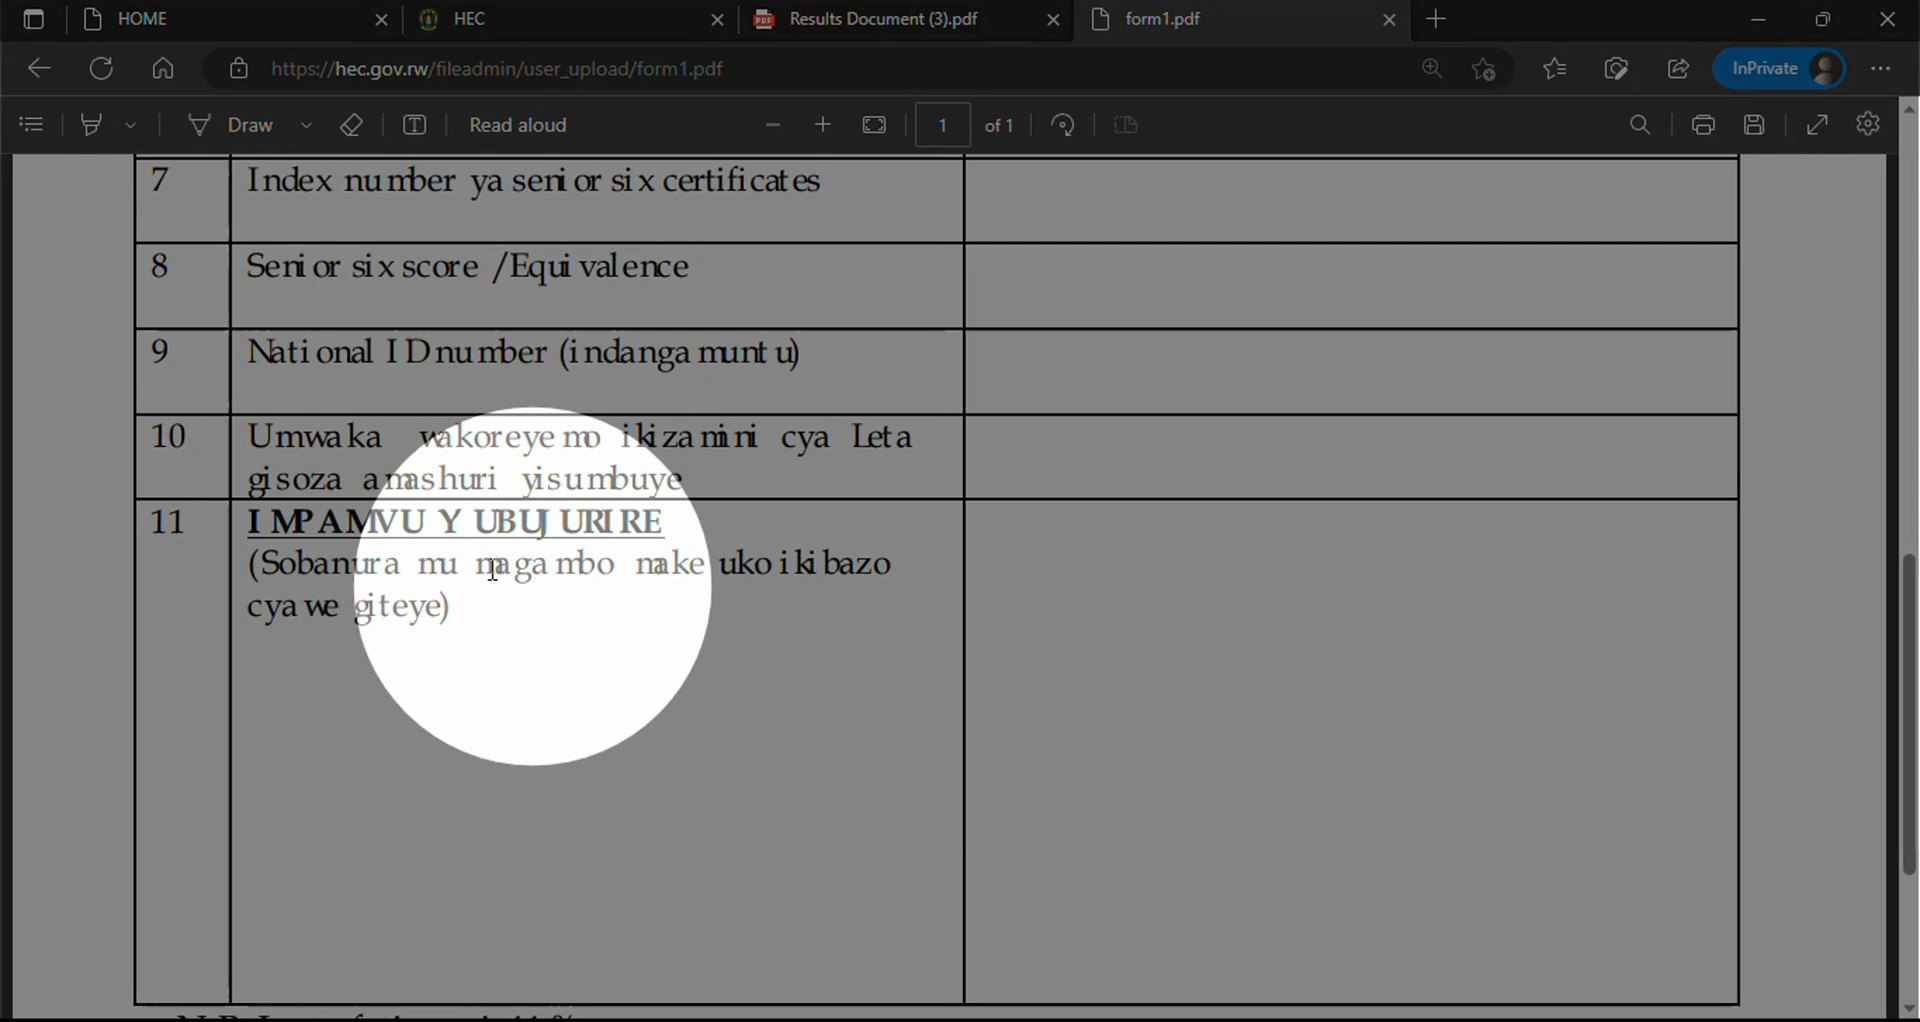 HOME
HEC
Results Document (3).pdf
form1.pdf
https://hec.gov.rw/fileadmin/user_upload/form1.pdf
InPrivate
Draw
Read aloud
1
of 1
7 Index number ya senior six certificates
8 Senior six score /Equivalence
9 National ID number (indangamuntu)
10 Umwaka wakoreyemo ikizamini cya Leta
gisoza amashuri yisumbuye
11 IMPAMVU Y UBUJURIRE
(Sobanura mu magambo make uko ikibazo
cyawe giteye)